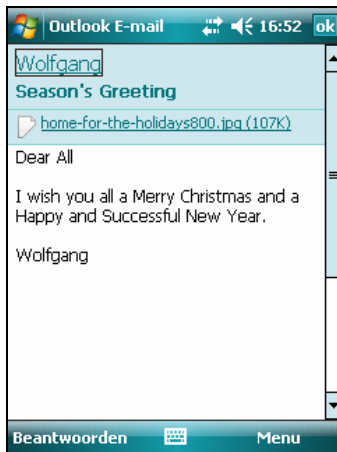 Outlook E-mail 16:52 ok
Wolfgang
Season's Greeting
home-for-the-holidays800.jpg (107K)
Dear All
I wish you all a Merry Christmas and a
Happy and Successful New Year.
Wolfgang
Beantwoorden Menu